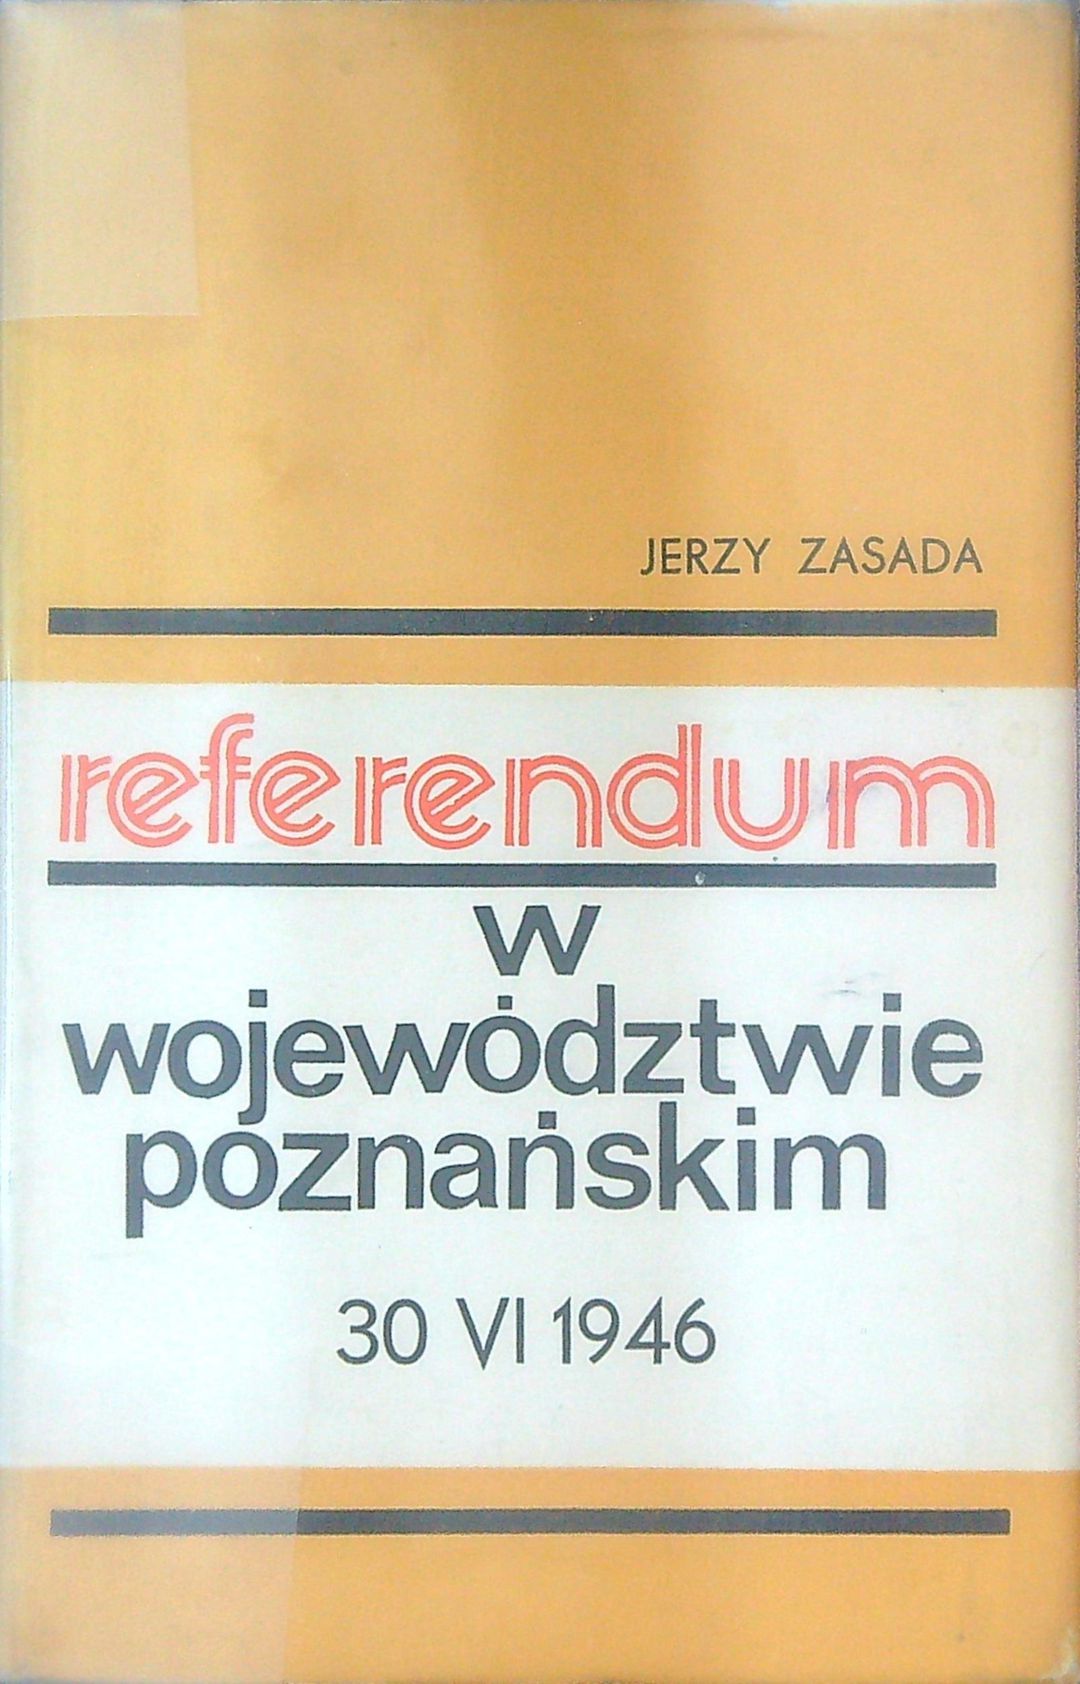 JERZY ZASADA
referendum
w
województwie
poznańskim
30 VI 1946